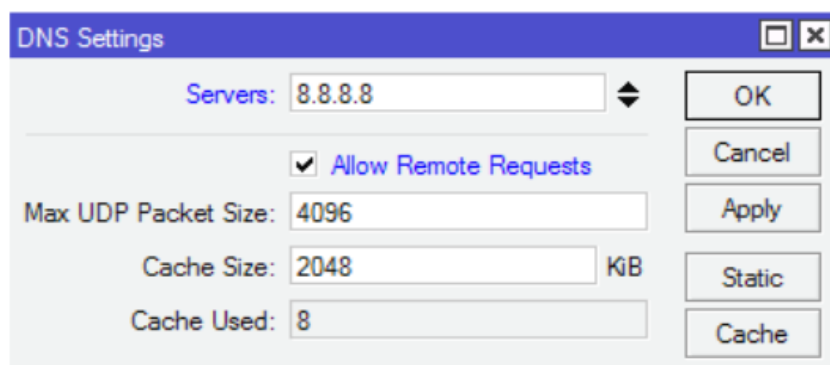 DNS Settings
Servers: 8.8.8.8
OK
Allow Remote Requests
Cancel
Max UDP Packet Size: 4096
Apply
Cache Size: 2048 KiB
Static
Cache Used: 8
Cache